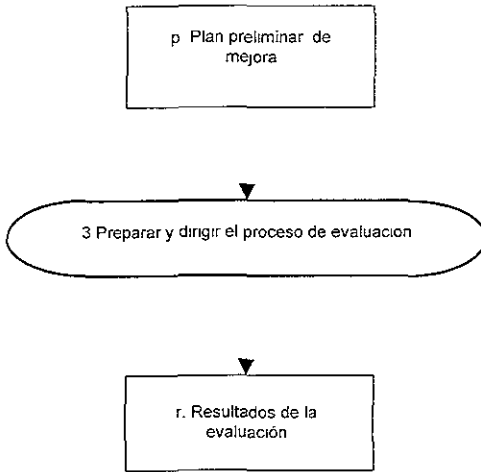 p Plan preliminar de
mejora
3 Preparar y dirigir el proceso de evaluacion
r. Resultados de la
evaluación